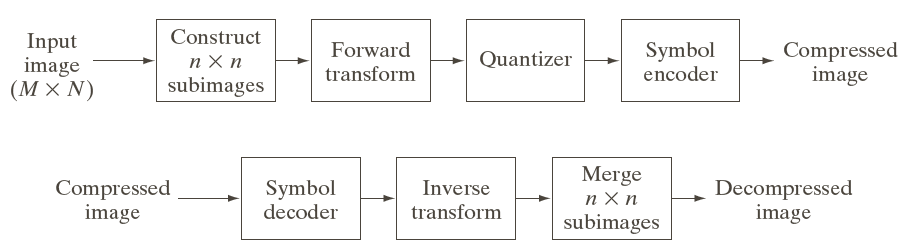 Input
image
(M × N)
Construct
n × n
subimages
Forward
transform
Quantizer
Symbol
encoder
Compressed
image
Compressed
image
Symbol
decoder
Inverse
transform
Merge
n × n
subimages
Decompressed
image